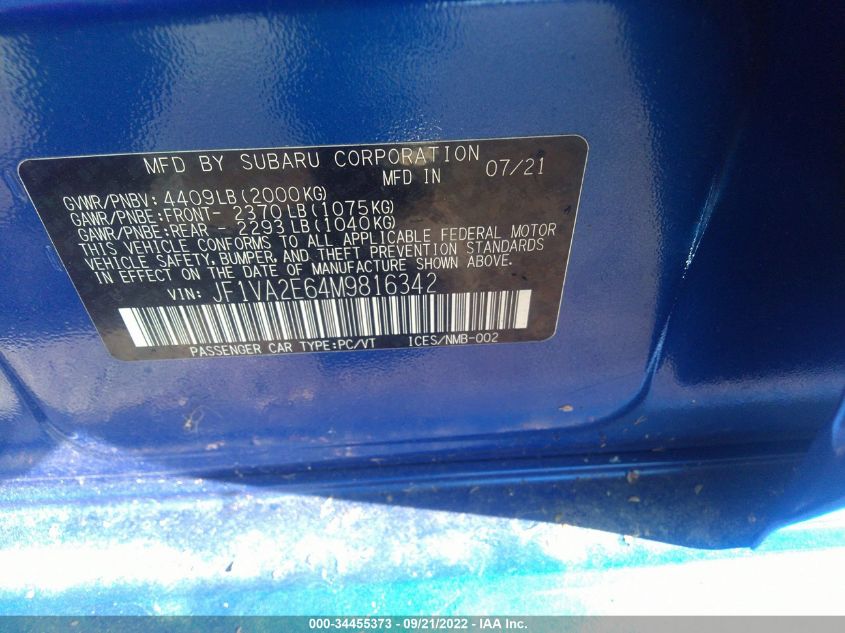 MFD BY SUBARU CORPORATION
MFD IN 07/21
GVWR/PNBV: 4409LB(2000KG)
GAWR/PNBE:FRONT- 2370LB(1075KG)
GAWR/PNBE:REAR - 2293LB(1040KG)
THIS VEHICLE CONFORMS TO ALL APPLICABLE FEDERAL MOTOR
VEHICLE SAFETY, BUMPER, AND THEFT PREVENTION STANDARDS
IN EFFECT ON THE DATE OF MANUFACTURE SHOWN ABOVE.
VIN: JF1VA2E64M9816342
PASSENGER CAR TYPE:PC/VT ICES/NMB-002
000-34455373 - 09/21/2022 - IAA Inc.